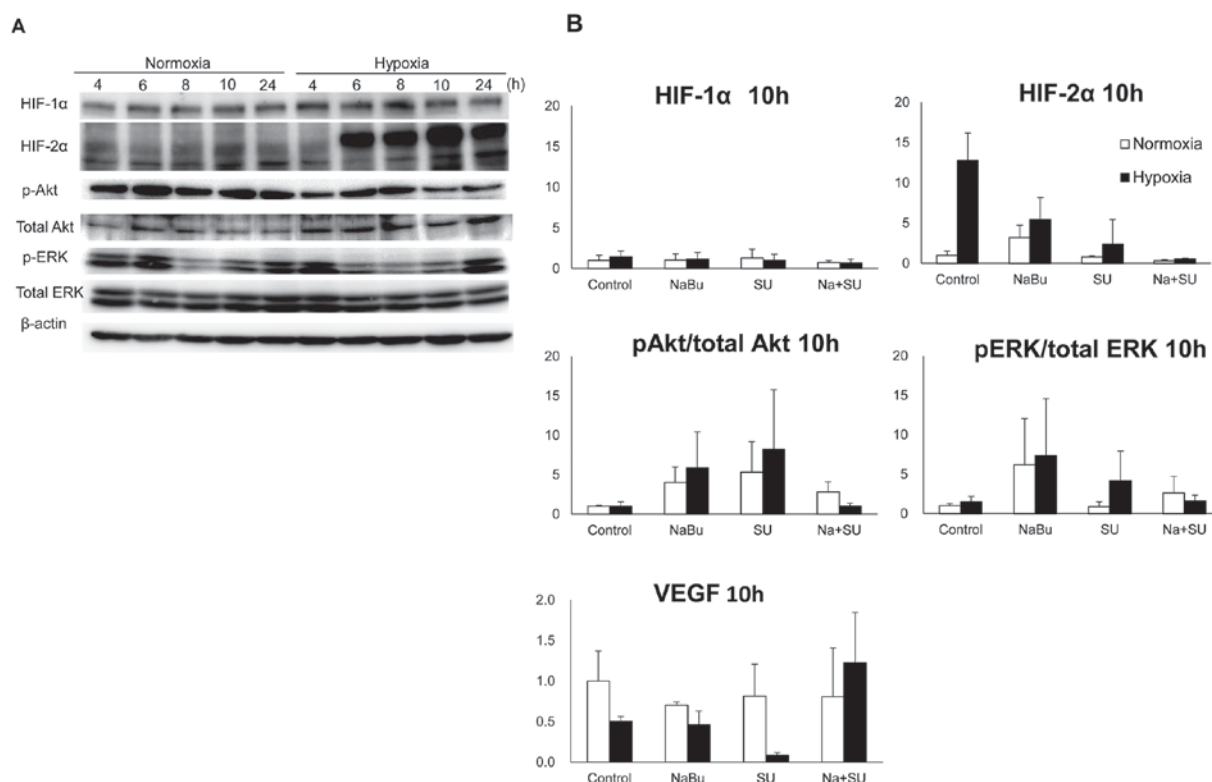 A
Normoxia Hypoxia
4 6 8 10 24 4 6 8 10 24 (h)
HIF-1α
HIF-2α
p-Akt
Total Akt
p-ERK
Total ERK
β-actin
B
HIF-1α 10h
20
15
10
5
0
Control NaBu SU Na+SU
HIF-2α 10h
20
15
10
5
0
Normoxia
Hypoxia
Control NaBu SU Na+SU
pAkt/total Akt 10h
20
15
10
5
0
Control NaBu SU Na+SU
pERK/total ERK 10h
20
15
10
5
0
Control NaBu SU Na+SU
VEGF 10h
2.0
1.5
1.0
0.5
0.0
Control NaBu SU Na+SU